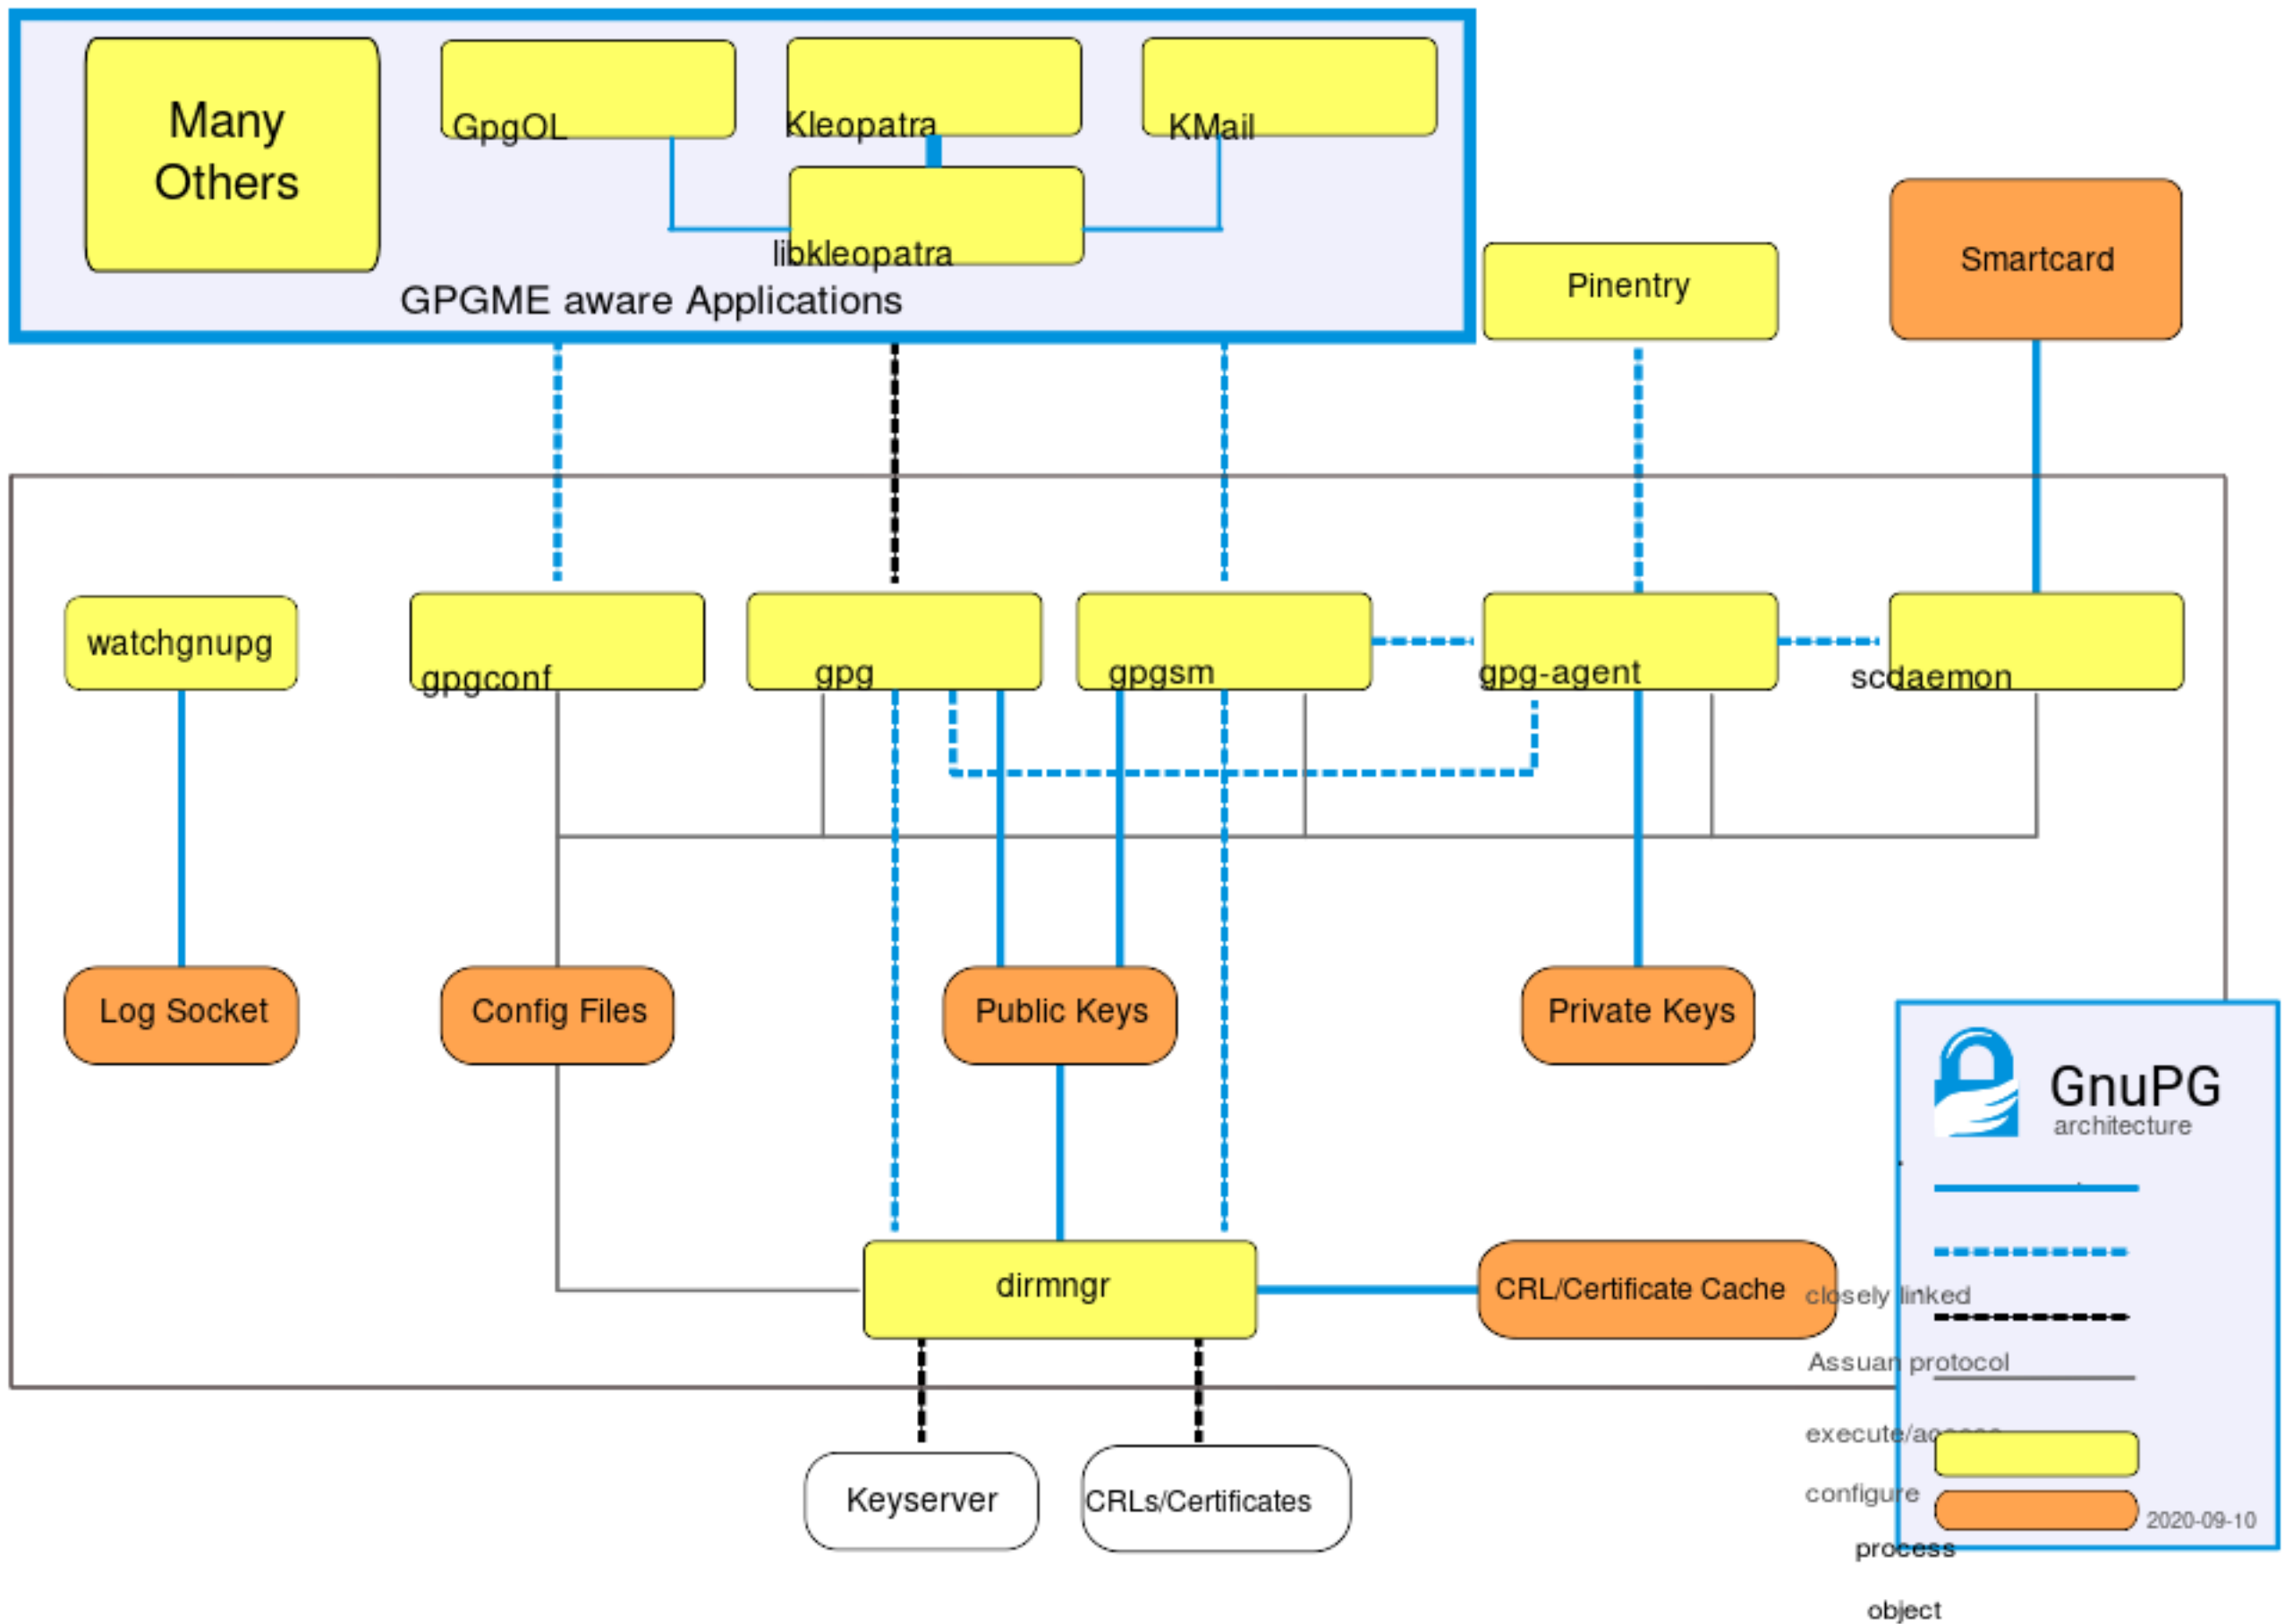 Many
Others
GpgOL
Kleopatra
KMail
libkleopatra
GPGME aware Applications
Pinentry
Smartcard
watchgnupg
gpgconf
gpg
gpgsm
gpg-agent
scdaemon
Log Socket
Config Files
Public Keys
Private Keys
GnuPG
architecture
dirmngr
CRL/Certificate Cache
closely linked
Assuan protocol
execute/access
configure
Keyserver
CRLs/Certificates
2020-09-10
process
object